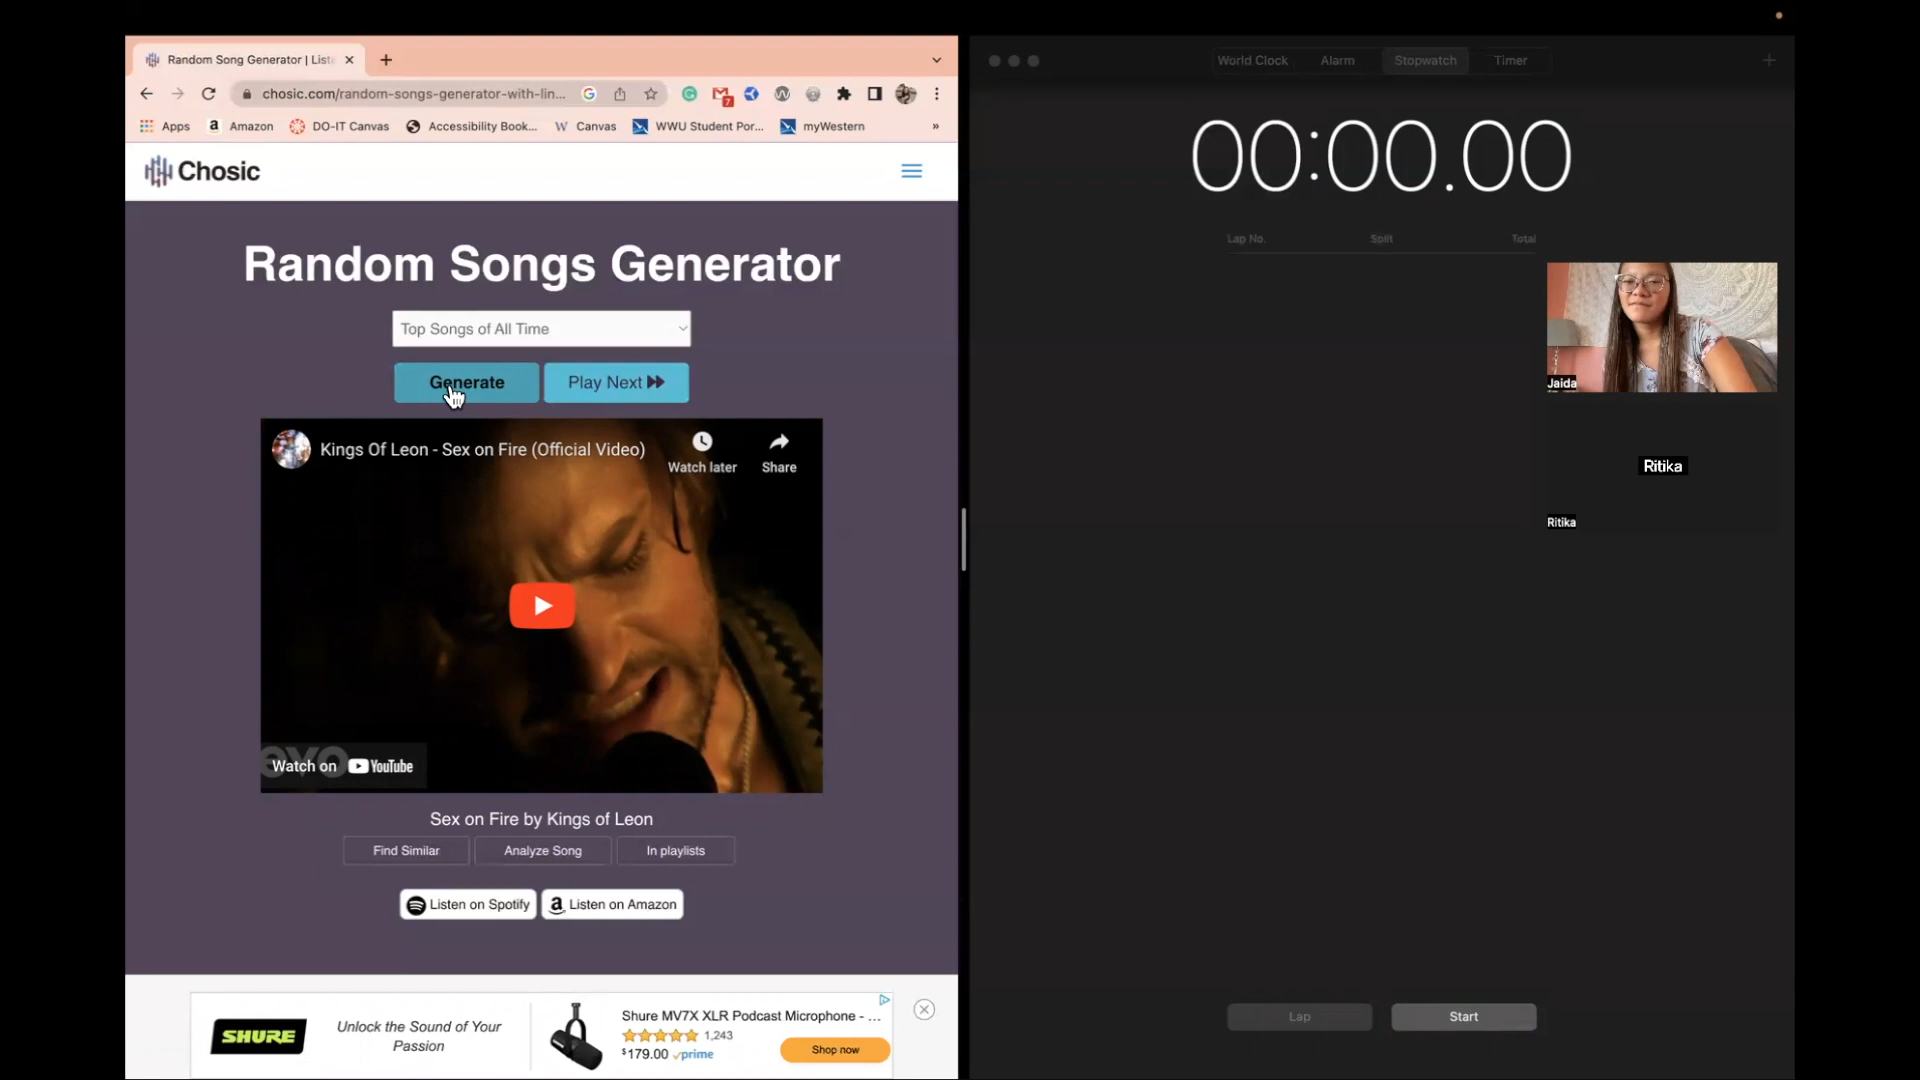 Random Song Generator | List
chosic.com/random-songs-generator-with-lin...
7
Apps
Amazon
DO-IT Canvas
Accessibility Book...
W Canvas
WWU Student Por...
myWestern
»
Chosic
Random Songs Generator
Top Songs of All Time
Generate
Play Next
Kings Of Leon - Sex on Fire (Official Video)
Watch later
Share
Watch on YouTube
Sex on Fire by Kings of Leon
Find Similar
Analyze Song
In playlists
Listen on Spotify
Listen on Amazon
SHURE
Unlock the Sound of Your
Passion
Shure MV7X XLR Podcast Microphone - ...
1,243
$179.00 prime
Shop now
World Clock
Alarm
Stopwatch
Timer
00:00.00
Lap No.
Split
Total
Jaida
Ritika
Ritika
Lap
Start